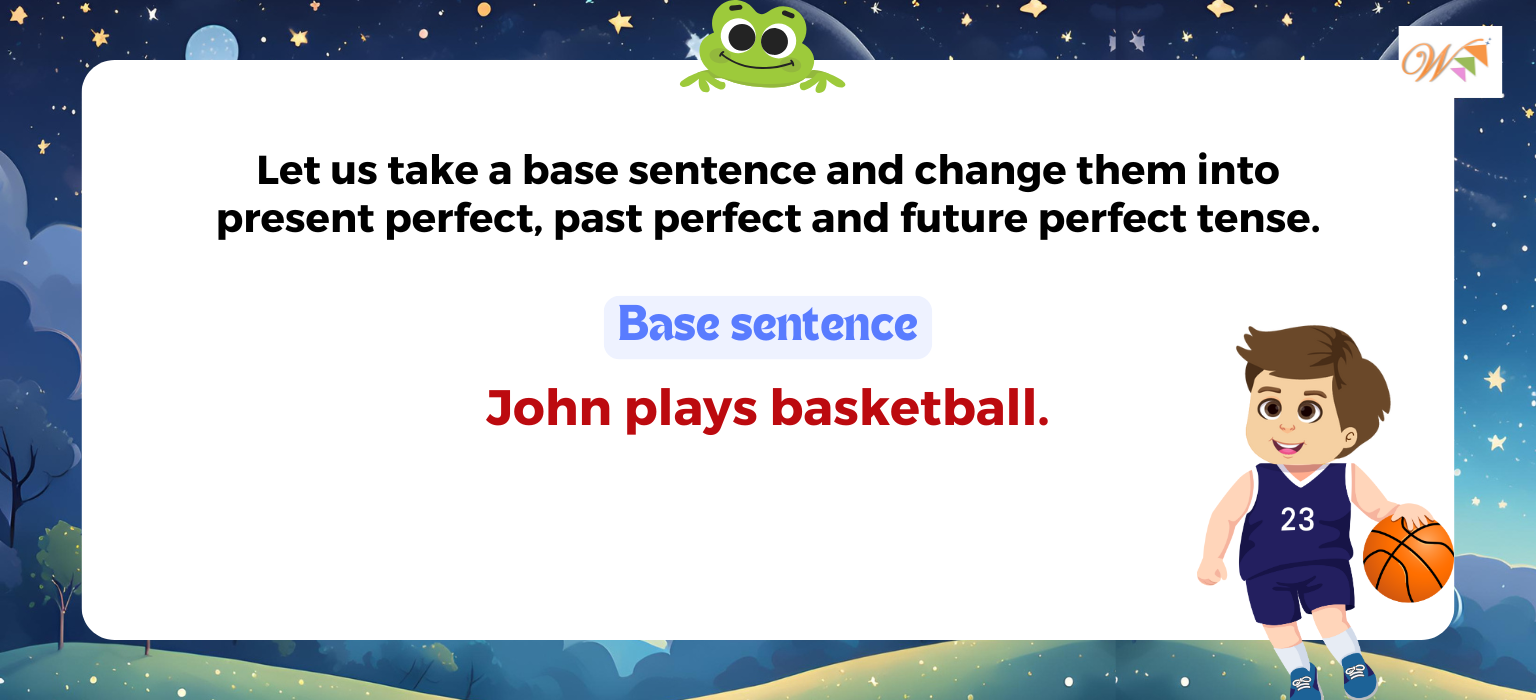 W
Let us take a base sentence and change them into
present perfect, past perfect and future perfect tense.
Base sentence
John plays basketball.
23